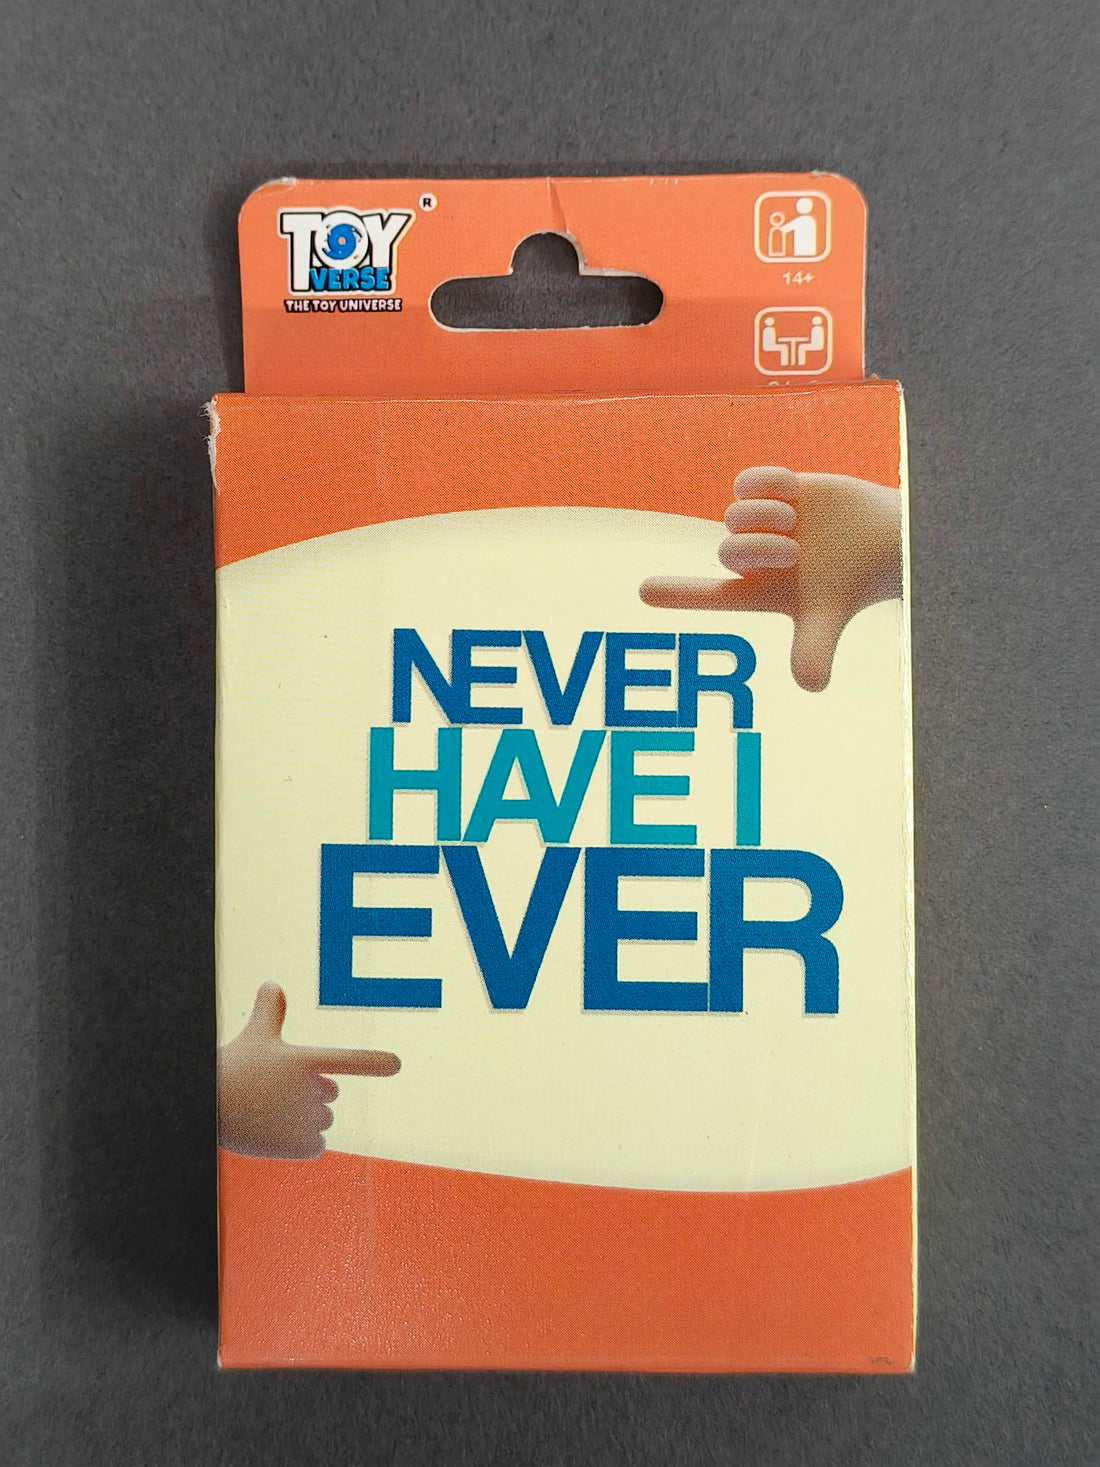 TOY
VERSE
THE TOY UNIVERSE
®
14+
NEVER
HAVE I
EVER